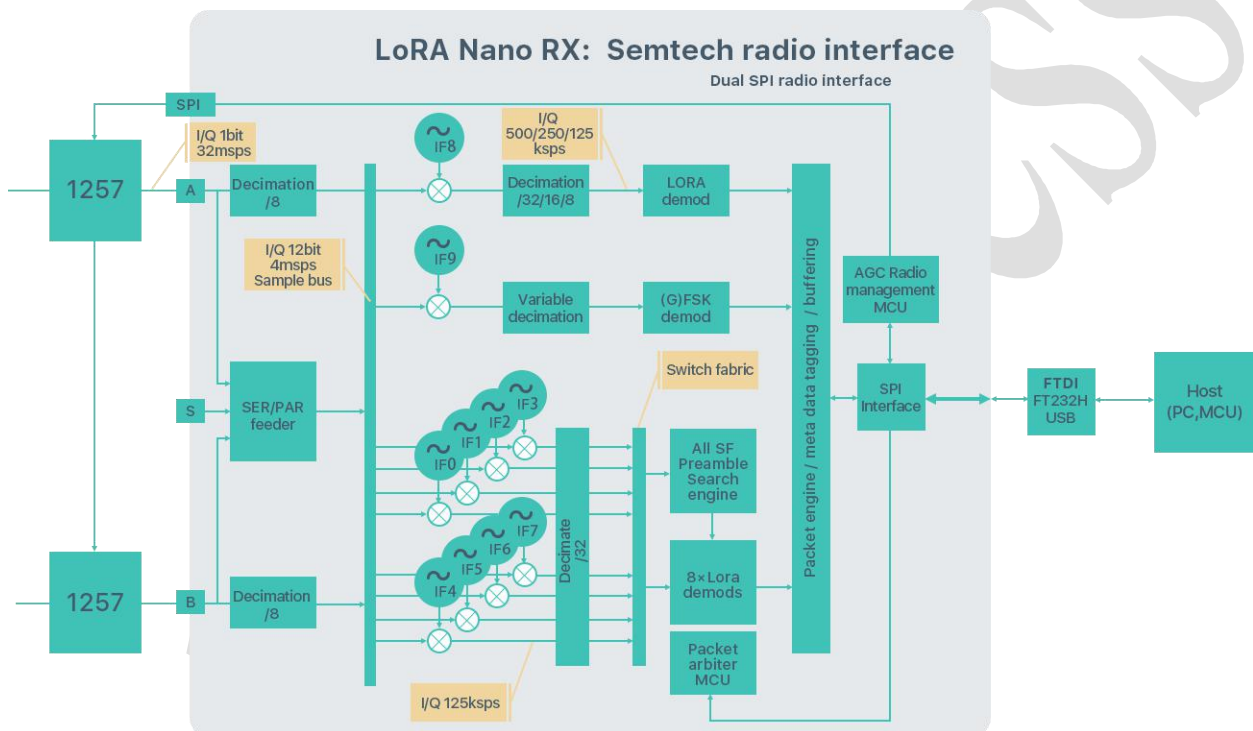 LoRA Nano RX: Semtech radio interface
Dual SPI radio interface
SPI
I/Q 1bit
32msps
1257
A
Decimation
/8
IF8
I/Q
500/250/125
ksps
Decimation
/32/16/8
LORA
demod
I/Q 12bit
4msps
Sample bus
IF9
Variable
decimation
(G)FSK
demod
Packet engine / meta data tagging / buffering
AGC Radio
management
MCU
Switch fabric
S
SER/PAR
feeder
IF3
IF2
IF1
IF0
SPI
Interface
FTDI
FT232H
USB
Host
(PC,MCU)
All SF
Preamble
Search
engine
Decimate
/32
IF7
IF6
IF5
IF4
8×Lora
demods
1257
B
Decimation
/8
Packet
arbiter
MCU
I/Q 125ksps